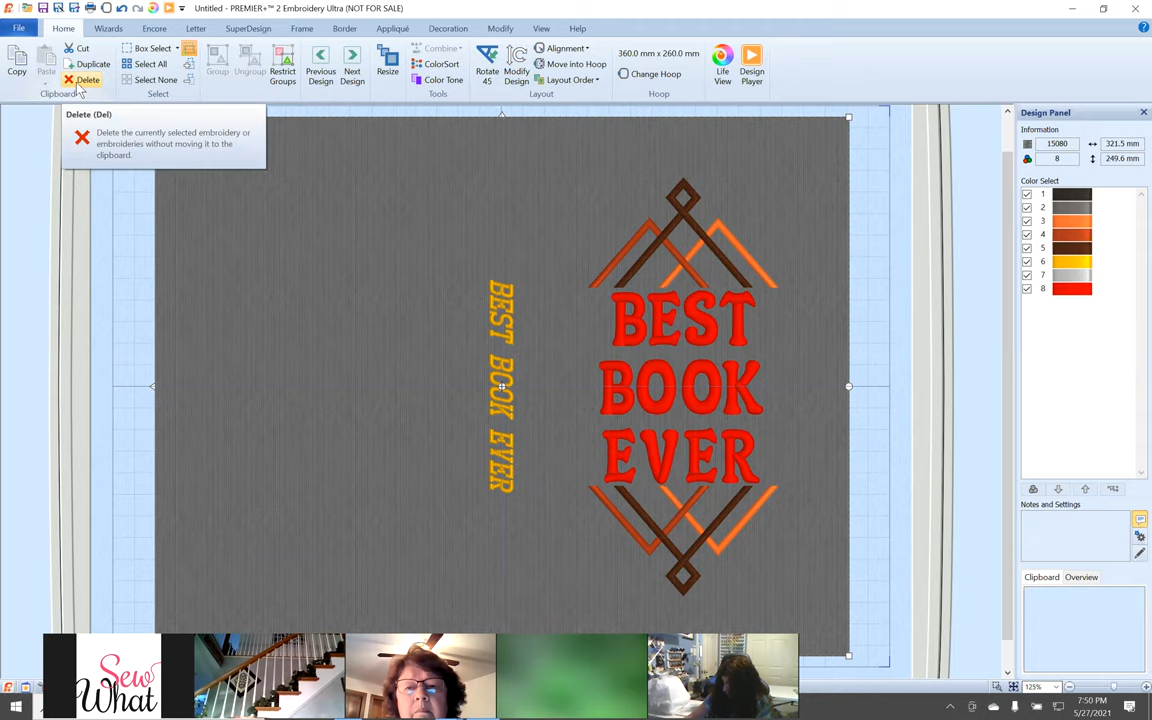 Untitled - PREMIER+™ 2 Embroidery Ultra (NOT FOR SALE)
File Home Wizards Encore Letter SuperDesign Frame Border Appliqué Decoration Modify View Help
Copy Paste Cut Duplicate Delete
Clipboard
Box Select Select All Select None
Select
Group Ungroup Restrict Groups
Previous Design Next Design
Resize
Combine ColorSort Color Tone
Tools
Rotate 45 Modify Design Alignment Move into Hoop Layout Order
Layout
360.0 mm x 260.0 mm
Change Hoop
Hoop
Life View Design Player
Delete (Del)
Delete the currently selected embroidery or
embroideries without moving it to the
clipboard.
BEST
BOOK
EVER
BEST BOOK EVER
Design Panel
Information
15080 321.5 mm
8 249.6 mm
Color Select
1
2
3
4
5
6
7
8
Notes and Settings
Clipboard Overview
Sew
What
125%
7:50 PM
5/27/2021